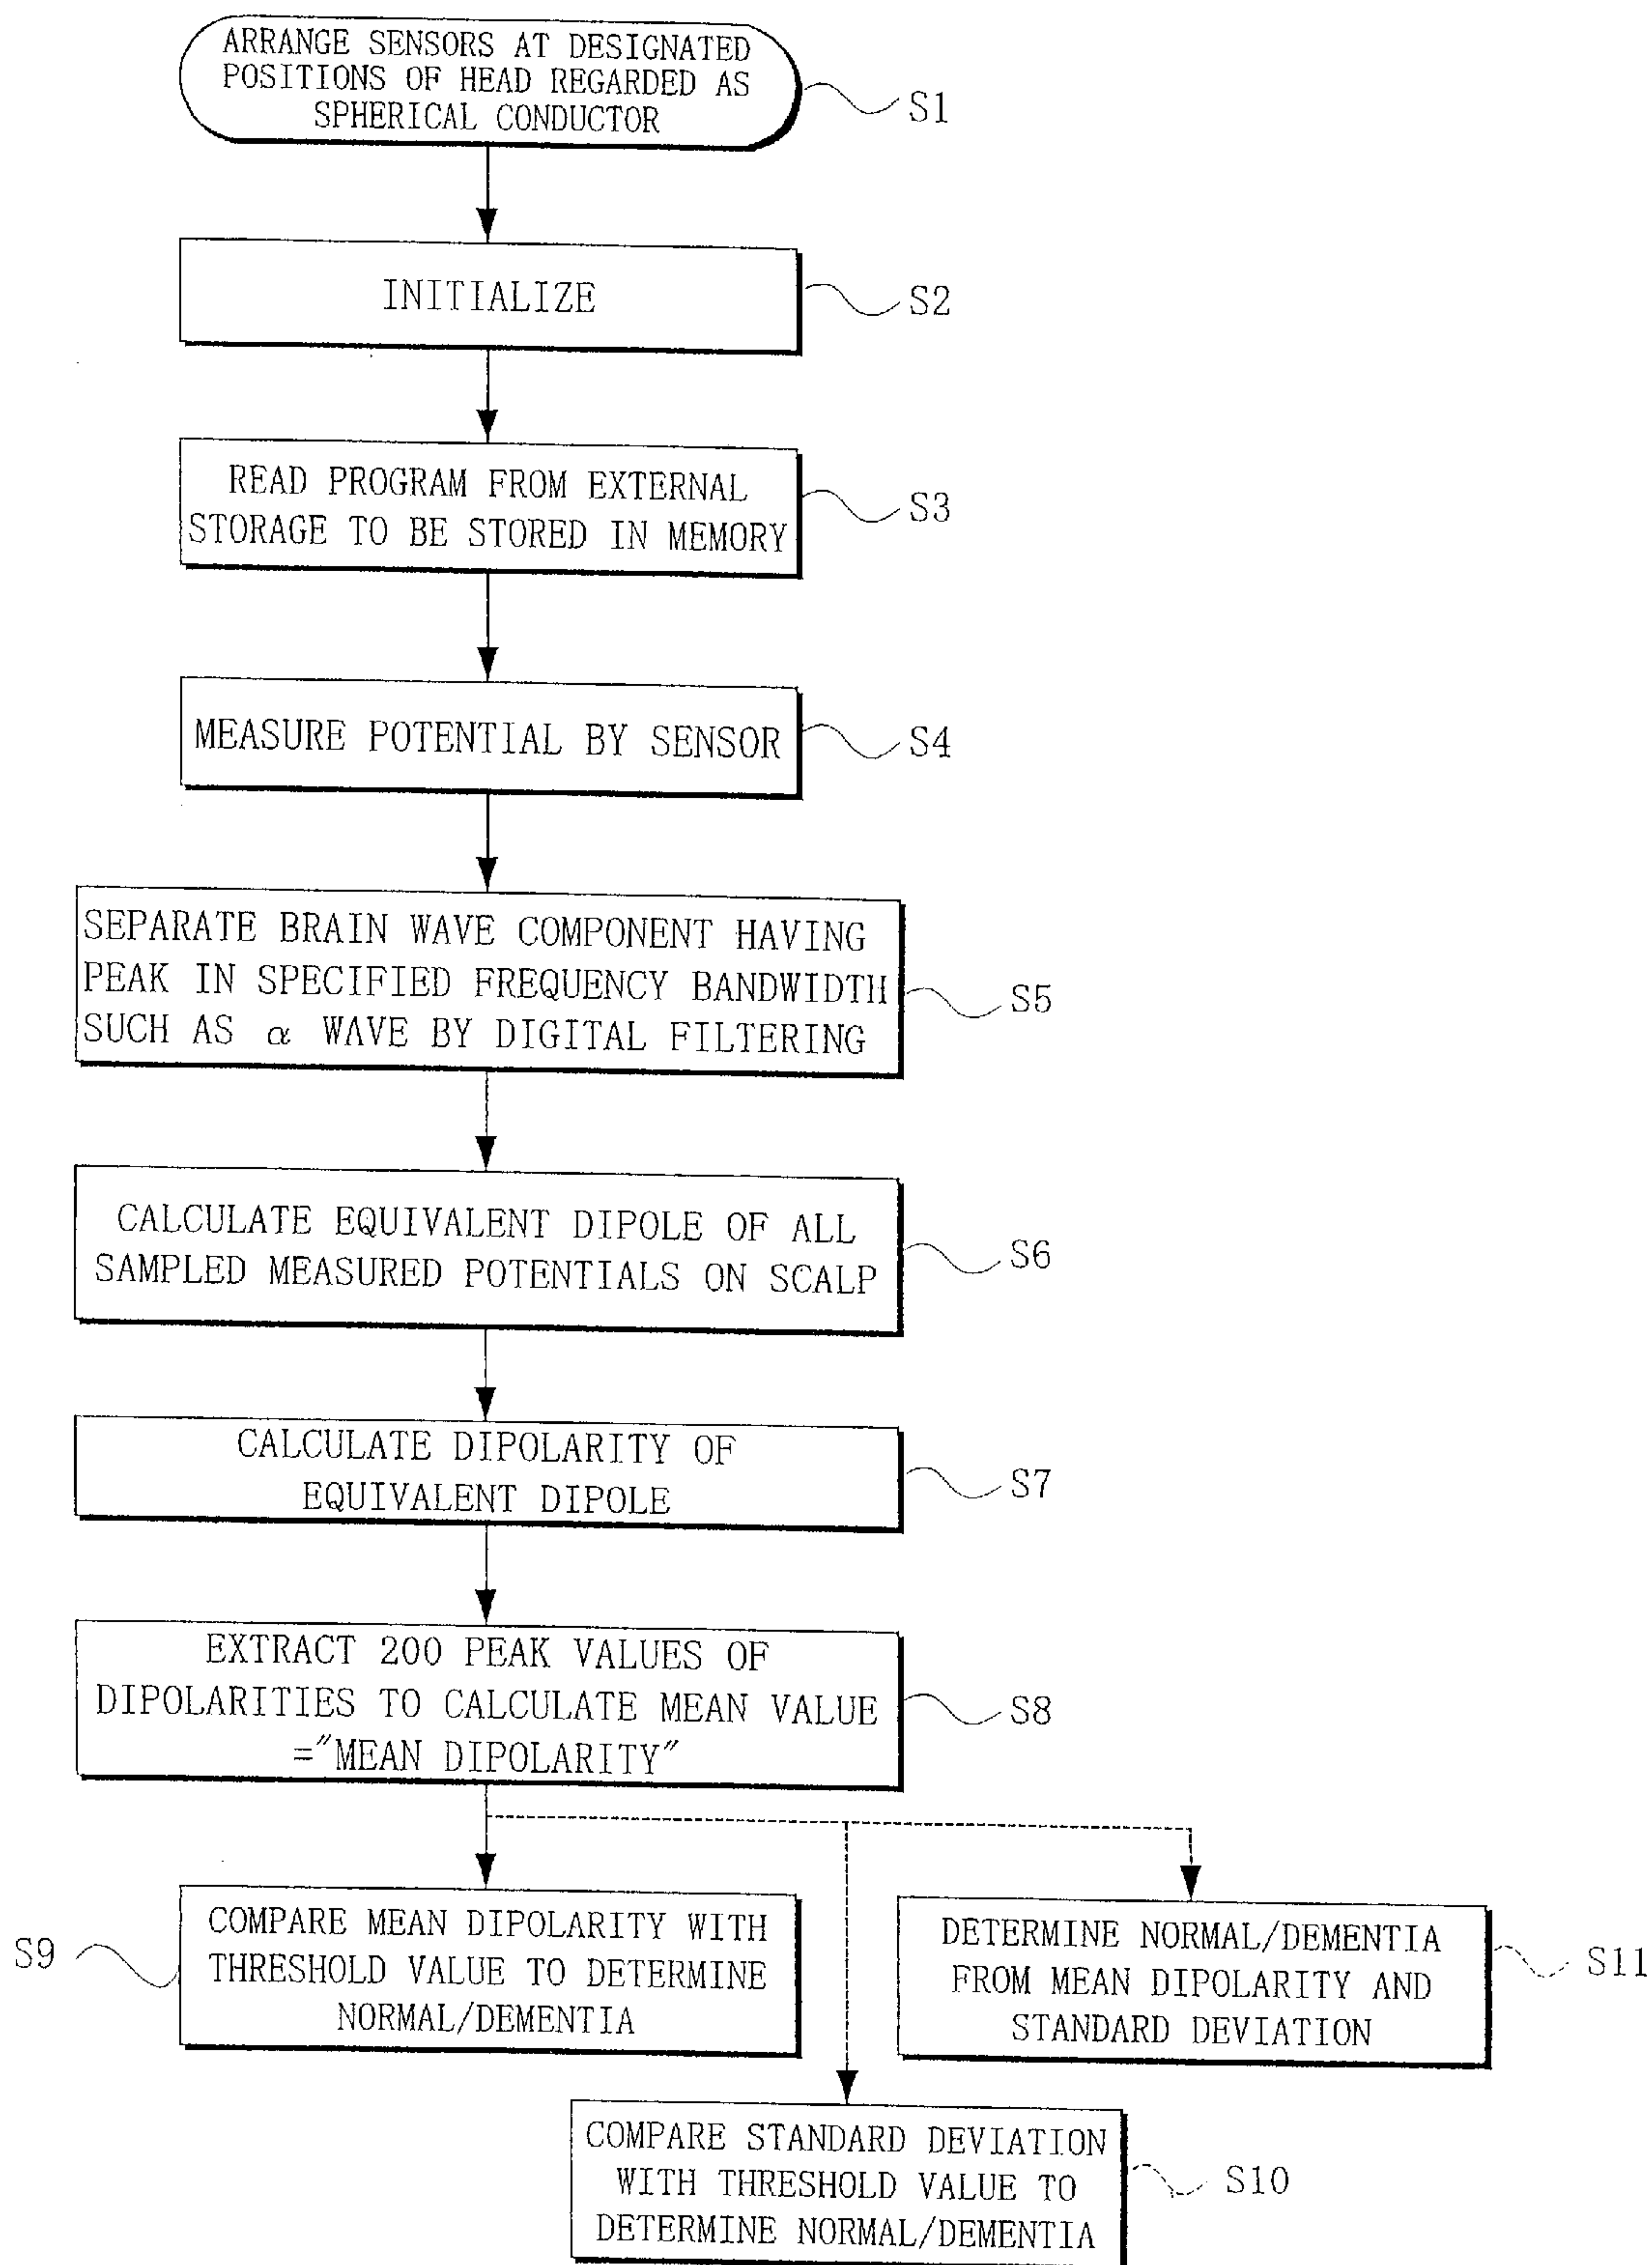 ARRANGE SENSORS AT DESIGNATED
POSITIONS OF HEAD REGARDED AS
SPHERICAL CONDUCTOR
S1
INITIALIZE
S2
READ PROGRAM FROM EXTERNAL
STORAGE TO BE STORED IN MEMORY
S3
MEASURE POTENTIAL BY SENSOR
S4
SEPARATE BRAIN WAVE COMPONENT HAVING
PEAK IN SPECIFIED FREQUENCY BANDWIDTH
SUCH AS α WAVE BY DIGITAL FILTERING
S5
CALCULATE EQUIVALENT DIPOLE OF ALL
SAMPLED MEASURED POTENTIALS ON SCALP
S6
CALCULATE DIPOLARITY OF
EQUIVALENT DIPOLE
S7
EXTRACT 200 PEAK VALUES OF
DIPOLARITIES TO CALCULATE MEAN VALUE
="MEAN DIPOLARITY"
S8
S9
COMPARE MEAN DIPOLARITY WITH
THRESHOLD VALUE TO DETERMINE
NORMAL/DEMENTIA
DETERMINE NORMAL/DEMENTIA
FROM MEAN DIPOLARITY AND
STANDARD DEVIATION
S11
COMPARE STANDARD DEVIATION
WITH THRESHOLD VALUE TO
DETERMINE NORMAL/DEMENTIA
S10